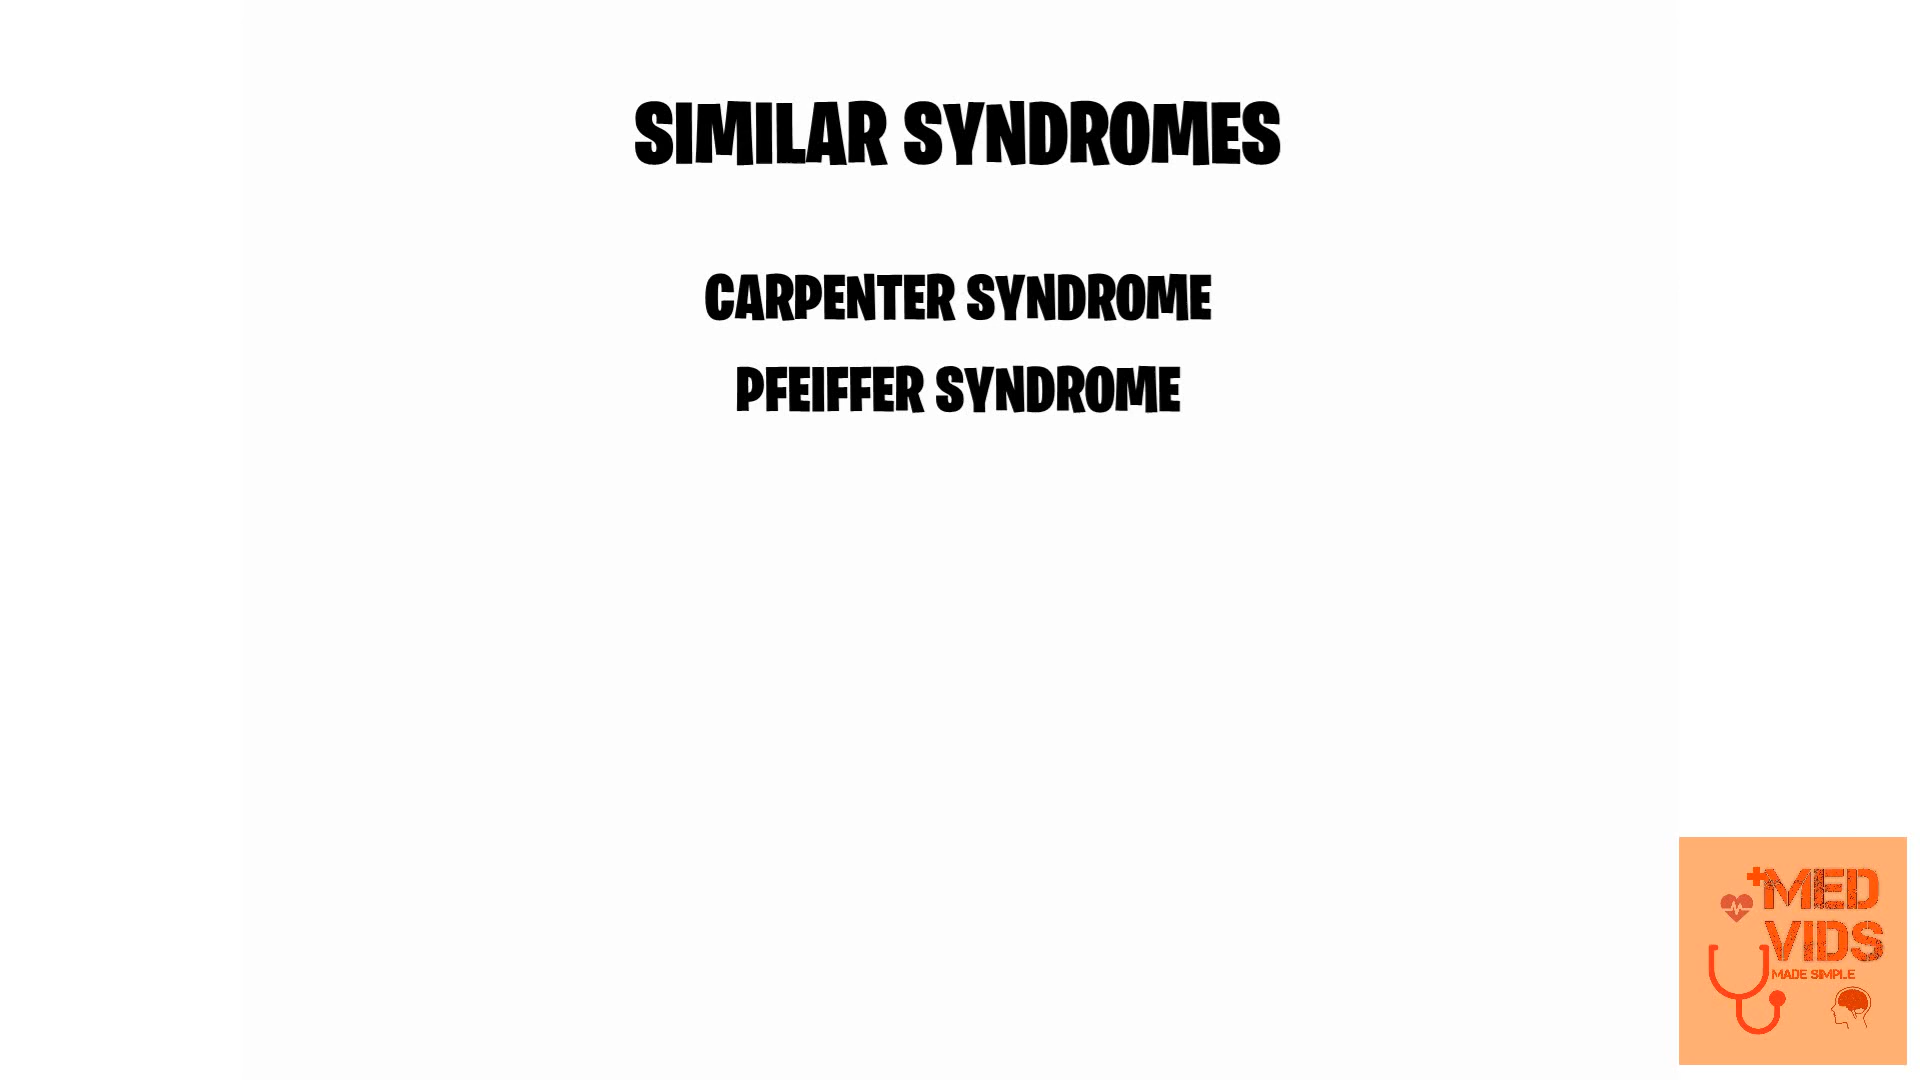 SIMILAR SYNDROMES
CARPENTER SYNDROME
PFEIFFER SYNDROME
MED
VIDS
MADE SIMPLE